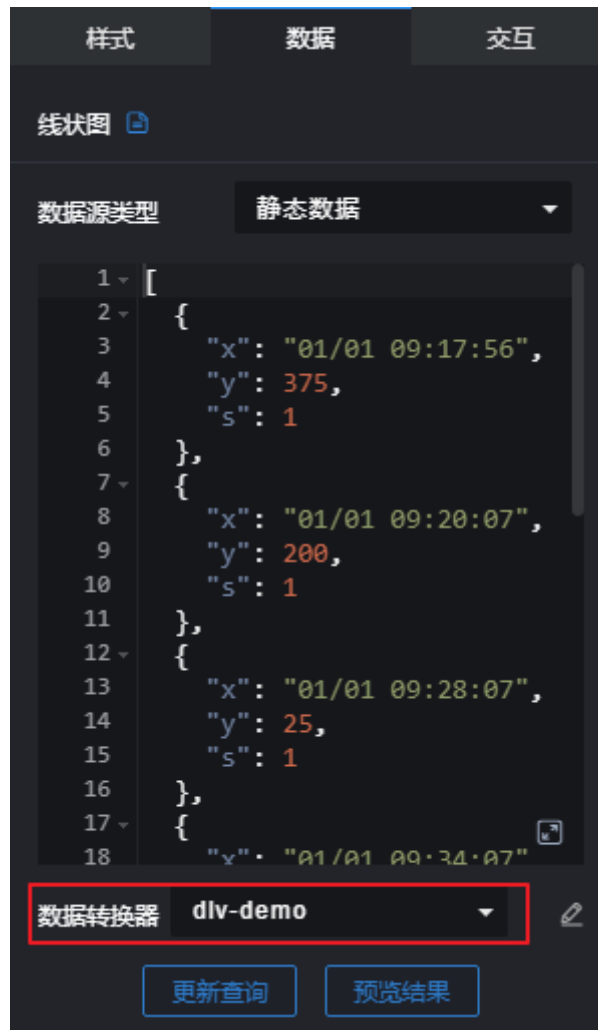 样式 数据 交互
线状图
数据源类型 静态数据
1 [
2 {
3 "x": "01/01 09:17:56",
4 "y": 375,
5 "s": 1
6 },
7 {
8 "x": "01/01 09:20:07",
9 "y": 200,
10 "s": 1
11 },
12 {
13 "x": "01/01 09:28:07",
14 "y": 25,
15 "s": 1
16 },
17 {
18 "x": "01/01 09:34:07"
数据转换器 dlv-demo
更新查询 预览结果